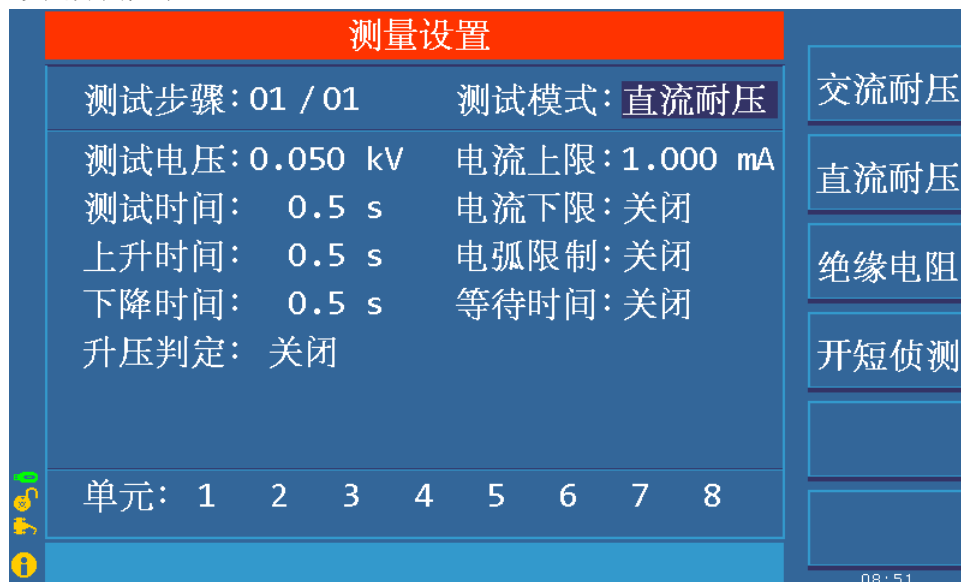 测量设置
测试步骤：01 / 01 测试模式：直流耐压
测试电压：0.050 kV 电流上限：1.000 mA
测试时间： 0.5 s 电流下限：关闭
上升时间： 0.5 s 电弧限制：关闭
下降时间： 0.5 s 等待时间：关闭
升压判定： 关闭
单元： 1 2 3 4 5 6 7 8
交流耐压
直流耐压
绝缘电阻
开短侦测
08:51